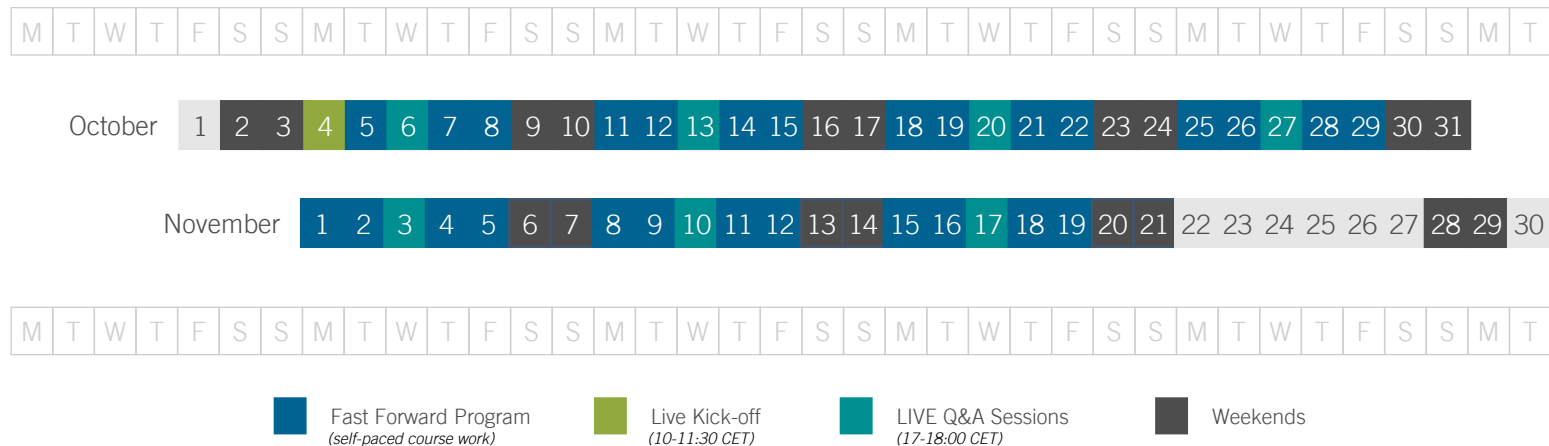 M T W T F S S M T W T F S S M T W T F S S M T W T F S S M T W T F S S M T
October 1 2 3 4 5 6 7 8 9 10 11 12 13 14 15 16 17 18 19 20 21 22 23 24 25 26 27 28 29 30 31
November 1 2 3 4 5 6 7 8 9 10 11 12 13 14 15 16 17 18 19 20 21 22 23 24 25 26 27 28 29 30
M T W T F S S M T W T F S S M T W T F S S M T W T F S S M T W T F S S M T
Fast Forward Program
(self-paced course work)
Live Kick-off
(10-11:30 CET)
LIVE Q&A Sessions
(17-18:00 CET)
Weekends